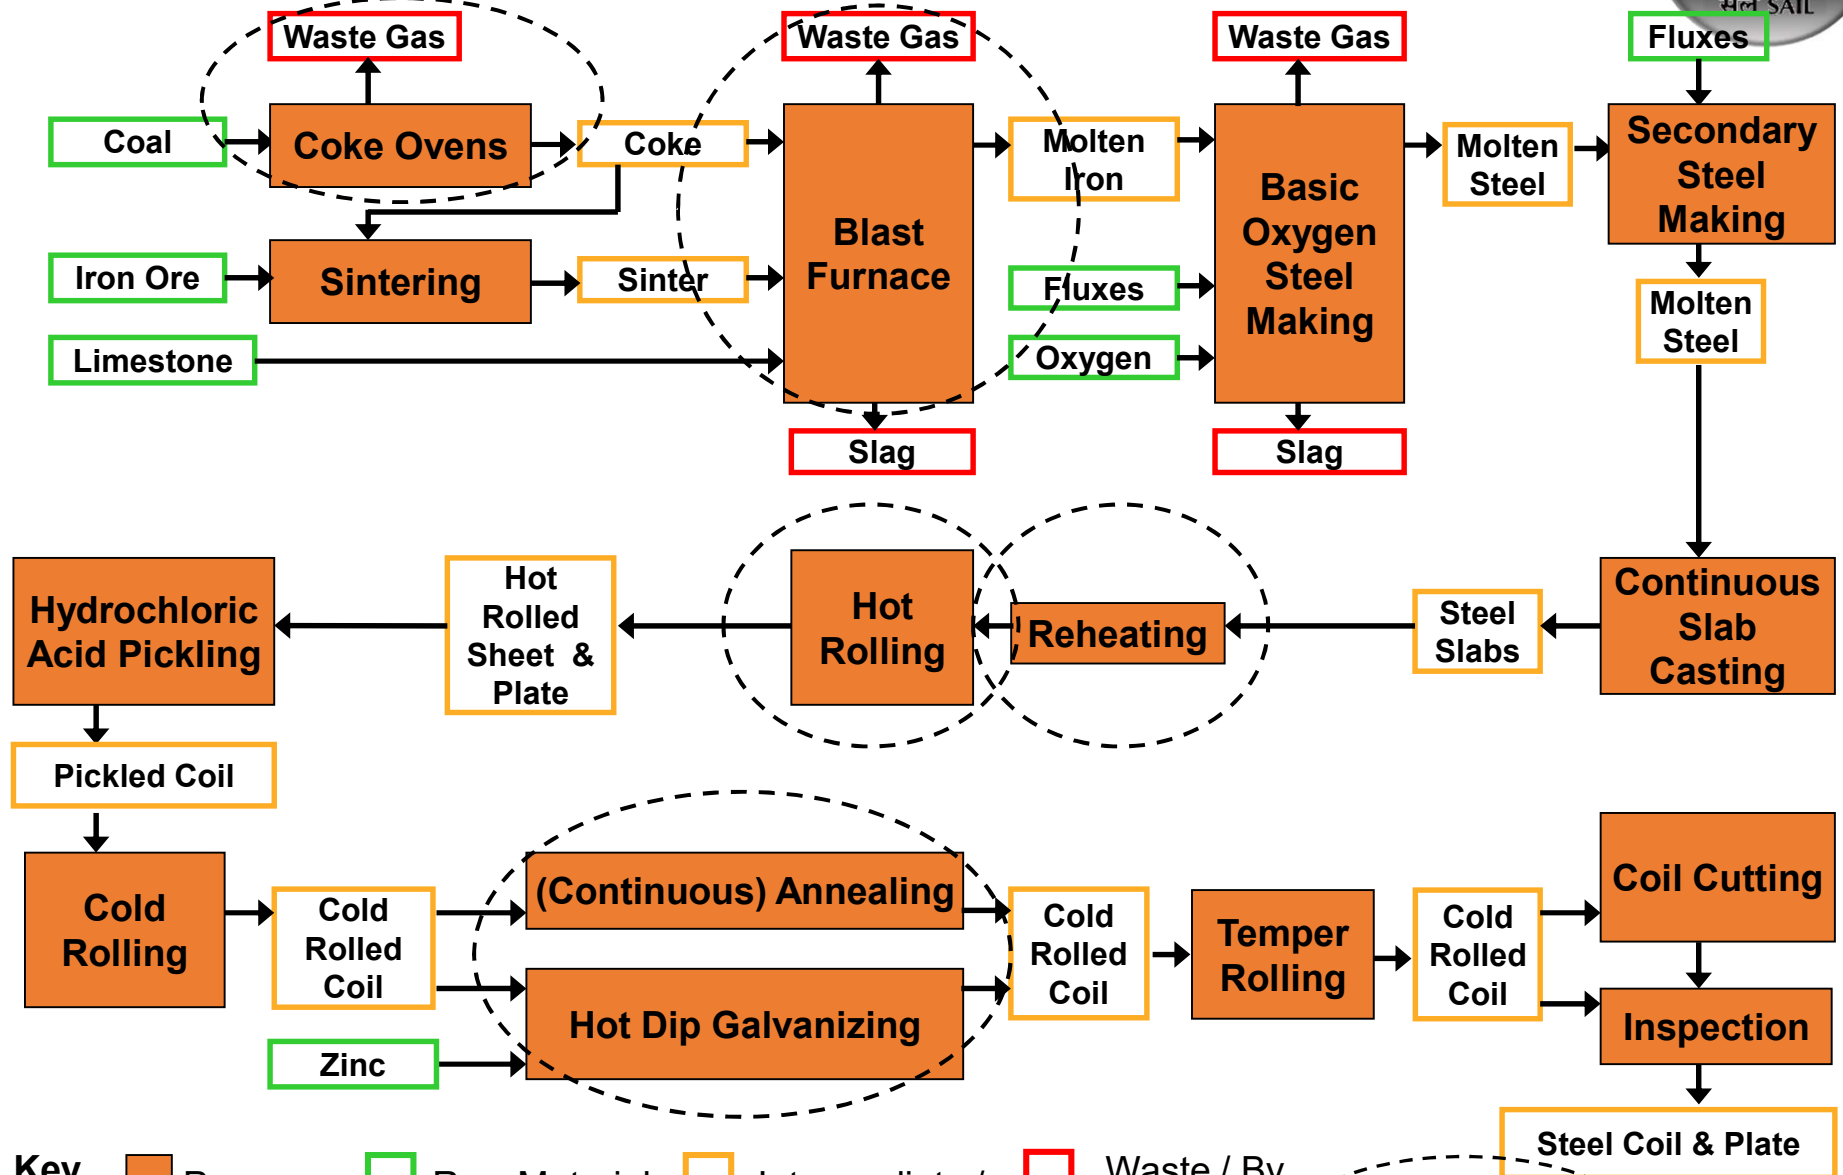 सेल SAIL
Waste Gas
Waste Gas
Waste Gas
Fluxes
Coal
Coke Ovens
Coke
Molten
Iron
Molten
Steel
Secondary
Steel
Making
Blast
Furnace
Basic
Oxygen
Steel
Making
Iron Ore
Sintering
Sinter
Fluxes
Molten
Steel
Limestone
Oxygen
Slag
Slag
Hydrochloric
Acid Pickling
Hot
Rolled
Sheet &
Plate
Hot
Rolling
Reheating
Steel
Slabs
Continuous
Slab
Casting
Pickled Coil
Cold
Rolling
Cold
Rolled
Coil
(Continuous) Annealing
Hot Dip Galvanizing
Zinc
Cold
Rolled
Coil
Temper
Rolling
Cold
Rolled
Coil
Coil Cutting
Inspection
Steel Coil & Plate
Key
Waste / By